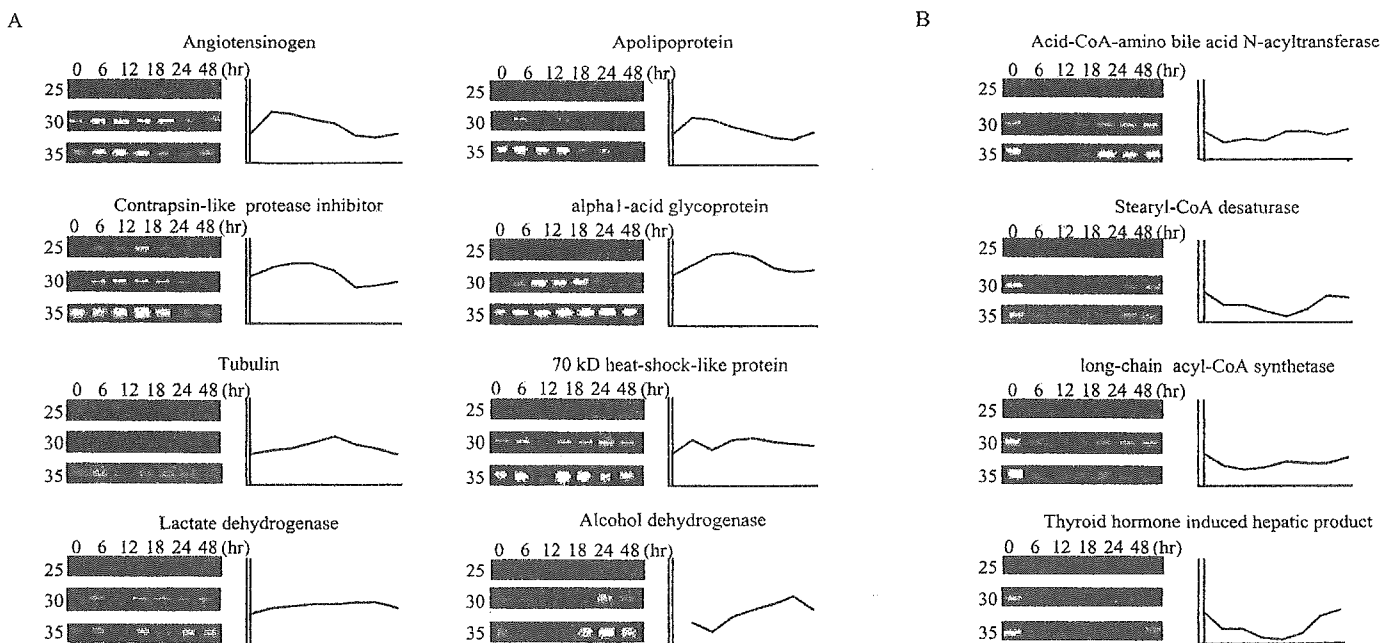 A
B
Angiotensinogen
0 6 12 18 24 48 (hr)
25
30
35
Apolipoprotein
0 6 12 18 24 48 (hr)
25
30
35
Acid-CoA-amino bile acid N-acyltransferase
0 6 12 18 24 48 (hr)
25
30
35
Contrapsin-like protease inhibitor
0 6 12 18 24 48 (hr)
25
30
35
alpha1-acid glycoprotein
0 6 12 18 24 48 (hr)
25
30
35
Stearyl-CoA desaturase
0 6 12 18 24 48 (hr)
25
30
35
Tubulin
0 6 12 18 24 48 (hr)
25
30
35
70 kD heat-shock-like protein
0 6 12 18 24 48 (hr)
25
30
35
long-chain acyl-CoA synthetase
0 6 12 18 24 48 (hr)
25
30
35
Lactate dehydrogenase
0 6 12 18 24 48 (hr)
25
30
35
Alcohol dehydrogenase
0 6 12 18 24 48 (hr)
25
30
35
Thyroid hormone induced hepatic product
0 6 12 18 24 48 (hr)
25
30
35